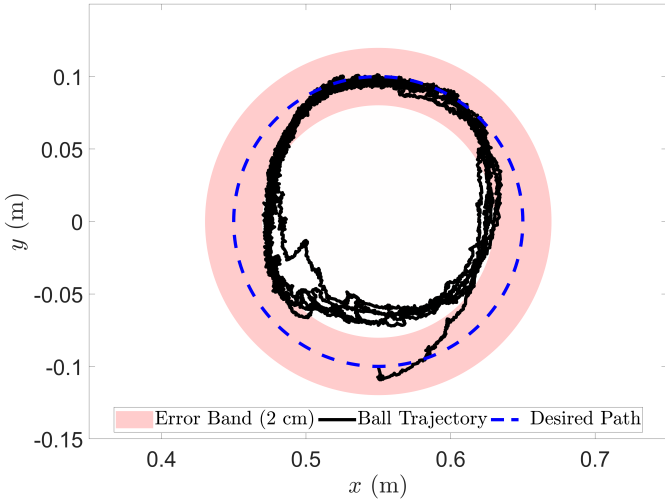 0.1
0.05
0
-0.05
-0.1
-0.15
y (m)
Error Band (2 cm) Ball Trajectory Desired Path
0.4 0.5 0.6 0.7
x (m)